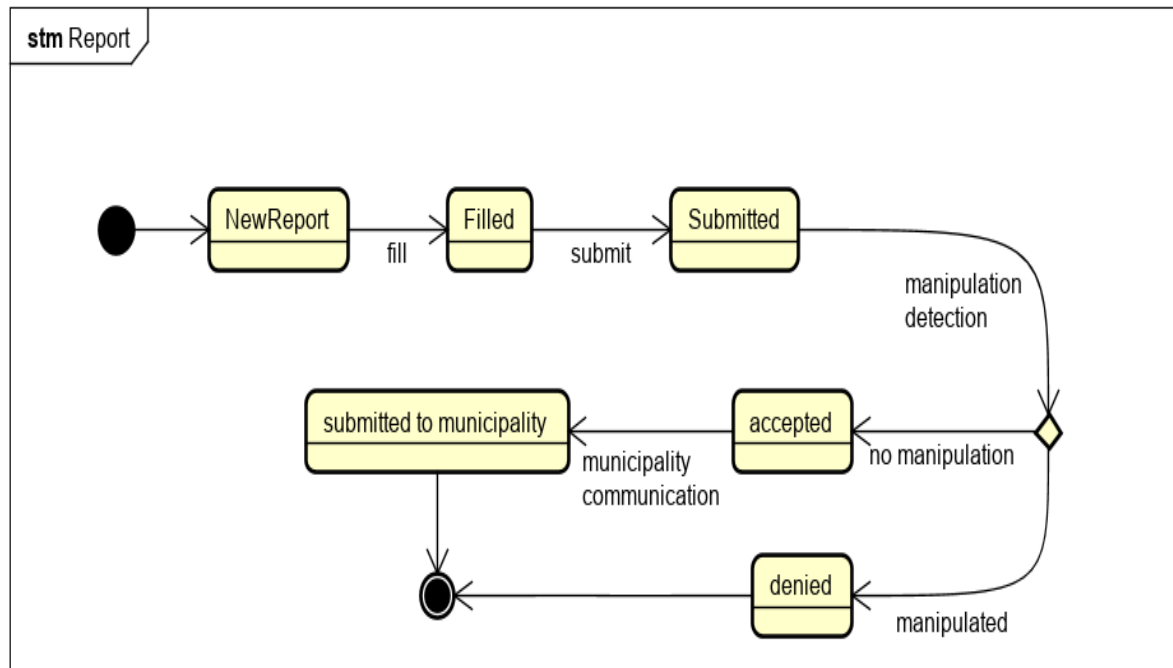 stm Report
NewReport
Filled
Submitted
fill
submit
manipulation
detection
submitted to municipality
accepted
municipality
communication
no manipulation
denied
manipulated